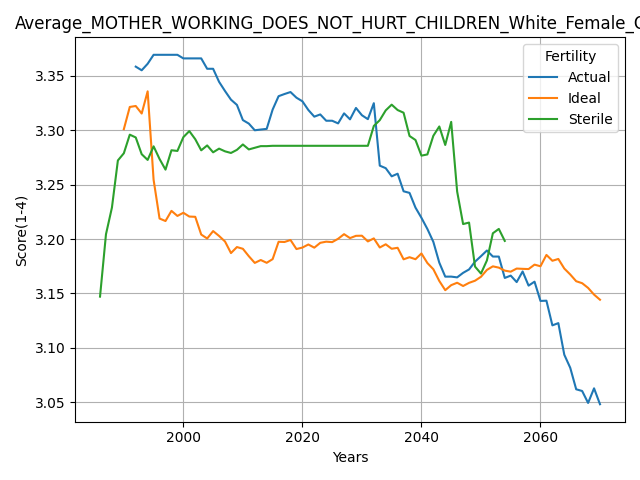 Average_MOTHER_WORKING_DOES_NOT_HURT_CHILDREN_White_Female_
Fertility
Actual
Ideal
Sterile
Score(1-4)
3.35
3.30
3.25
3.20
3.15
3.10
3.05
2000
2020
2040
2060
Years